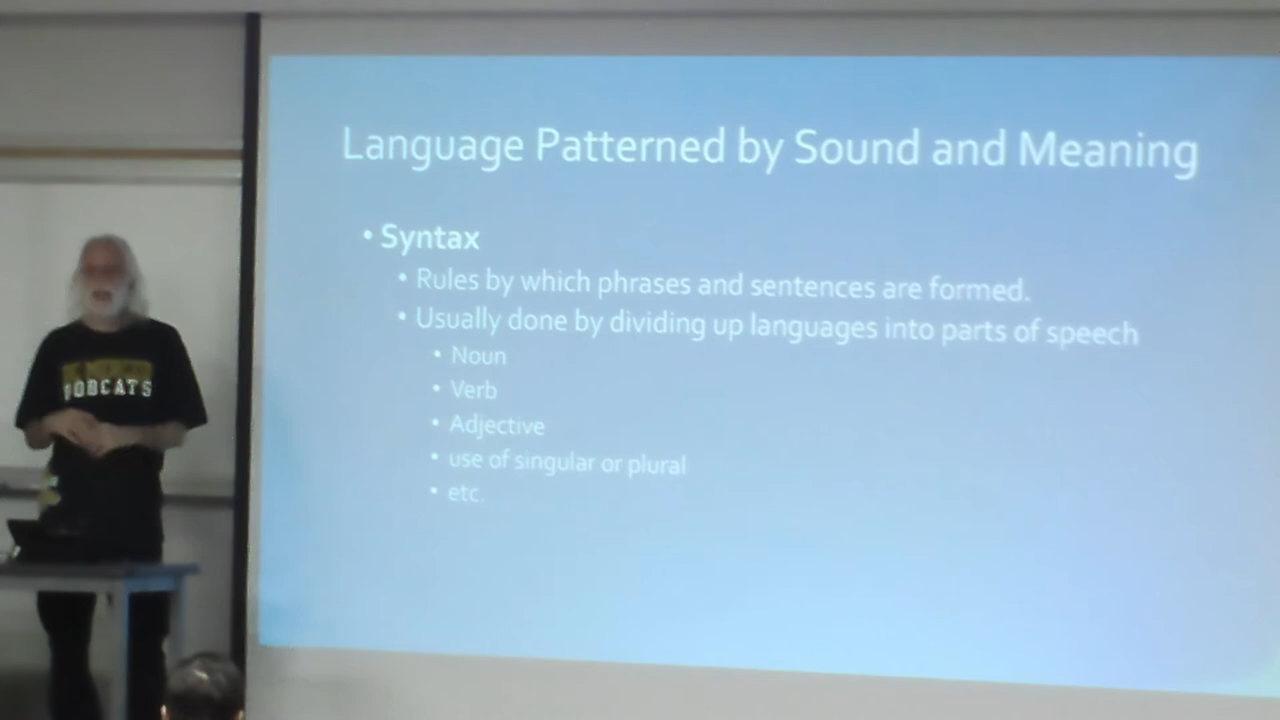 Language Patterned by Sound and Meaning
• Syntax
• Rules by which phrases and sentences are formed.
• Usually done by dividing up languages into parts of speech
• Noun
• Verb
• Adjective
• use of singular or plural
• etc.
BOBCATS